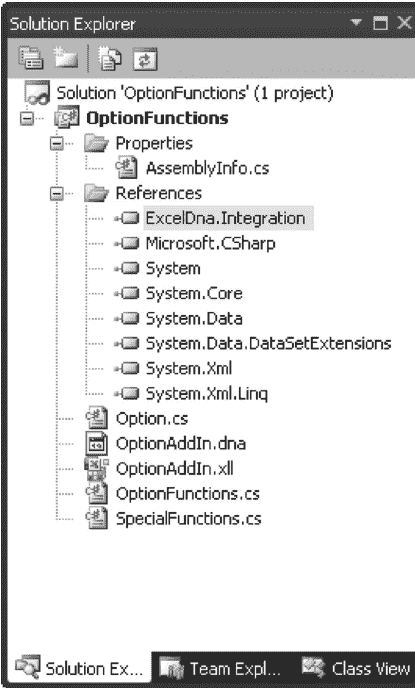 Solution Explorer
Solution 'OptionFunctions' (1 project)
OptionFunctions
Properties
AssemblyInfo.cs
References
ExcelDna.Integration
Microsoft.CSharp
System
System.Core
System.Data
System.Data.DataSetExtensions
System.Xml
System.Xml.Linq
Option.cs
OptionAddIn.dna
OptionAddIn.xll
OptionFunctions.cs
SpecialFunctions.cs
Solution Ex... Team Expl... Class View